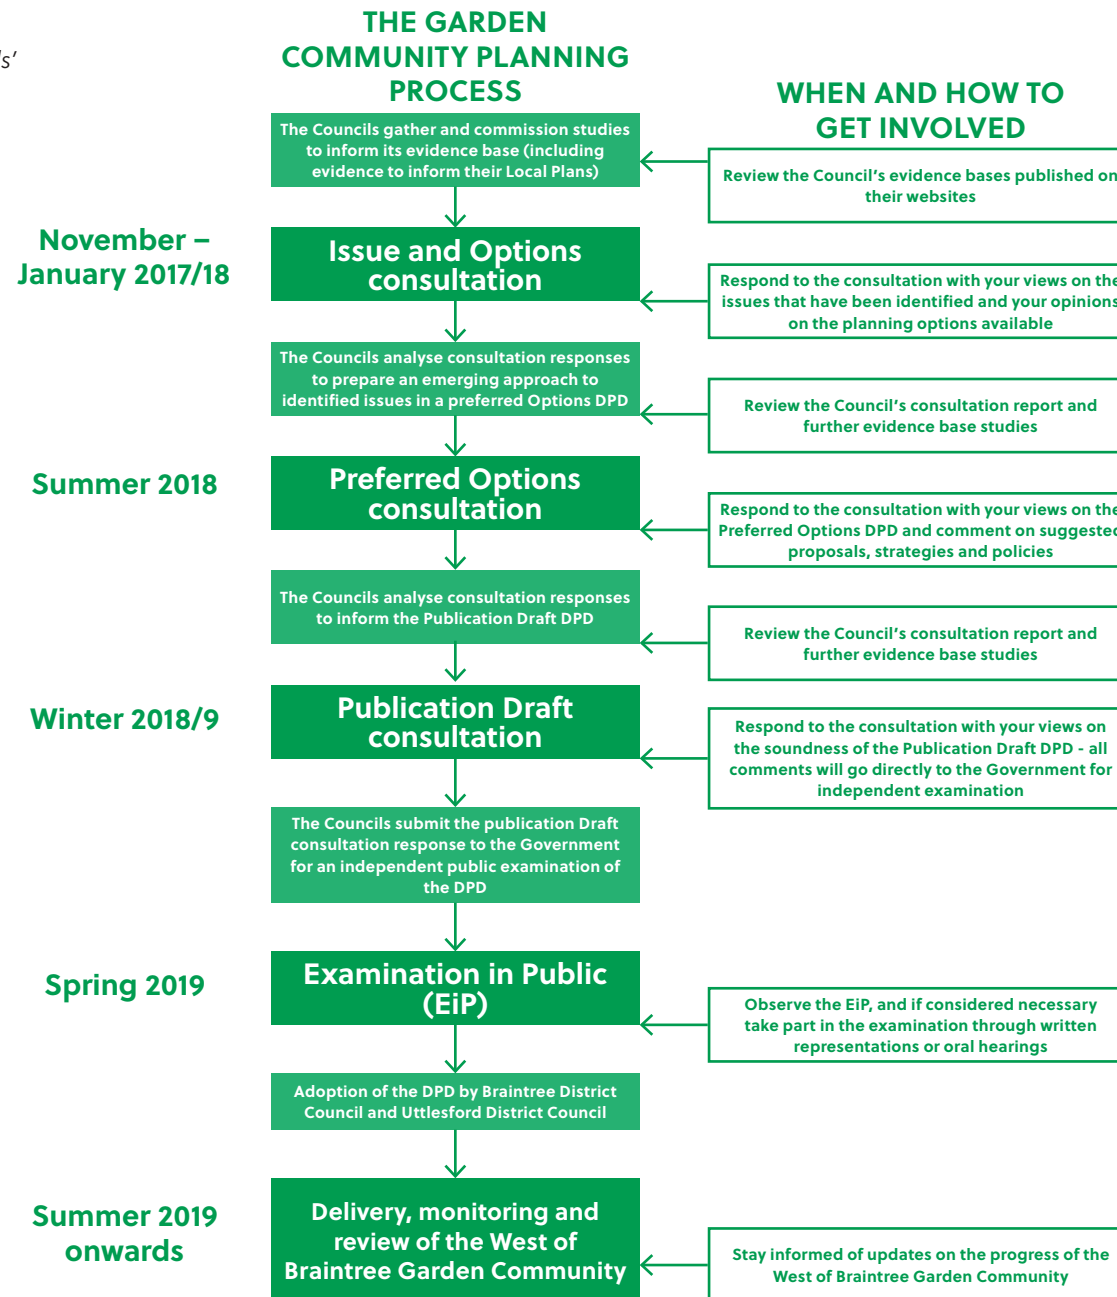 THE GARDEN
COMMUNITY PLANNING
PROCESS
WHEN AND HOW TO
GET INVOLVED
The Councils gather and commission studies
to inform its evidence base (including
evidence to inform their Local Plans)
Review the Council's evidence bases published on
their websites
November –
January 2017/18
Issue and Options
consultation
Respond to the consultation with your views on the
issues that have been identified and your opinions
on the planning options available
The Councils analyse consultation responses
to prepare an emerging approach to
identified issues in a preferred Options DPD
Review the Council's consultation report and
further evidence base studies
Summer 2018
Preferred Options
consultation
Respond to the consultation with your views on the
Preferred Options DPD and comment on suggested
proposals, strategies and policies
The Councils analyse consultation responses
to inform the Publication Draft DPD
Review the Council's consultation report and
further evidence base studies
Winter 2018/9
Publication Draft
consultation
Respond to the consultation with your views on
the soundness of the Publication Draft DPD - all
comments will go directly to the Government for
independent examination
The Councils submit the publication Draft
consultation response to the Government
for an independent public examination of
the DPD
Spring 2019
Examination in Public
(EiP)
Observe the EiP, and if considered necessary
take part in the examination through written
representations or oral hearings
Adoption of the DPD by Braintree District
Council and Uttlesford District Council
Summer 2019
onwards
Delivery, monitoring and
review of the West of
Braintree Garden Community
Stay informed of updates on the progress of the
West of Braintree Garden Community